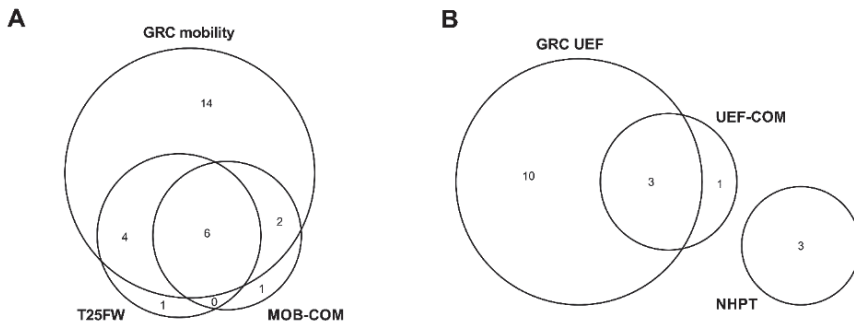 A
GRC mobility
14
4
6
2
1
0
1
T25FW
MOB-COM
B
GRC UEF
UEF-COM
10
3
1
3
NHPT